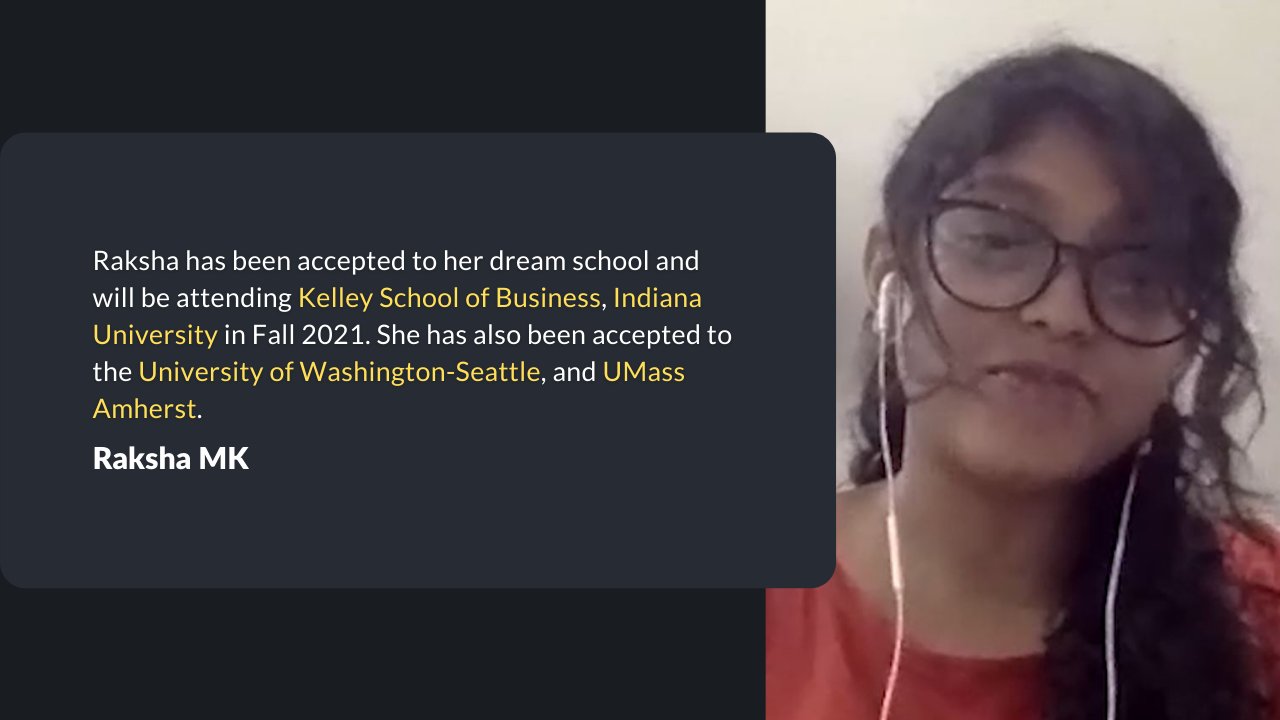 Raksha has been accepted to her dream school and
will be attending Kelley School of Business, Indiana
University in Fall 2021. She has also been accepted to
the University of Washington-Seattle, and UMass
Amherst.
Raksha MK